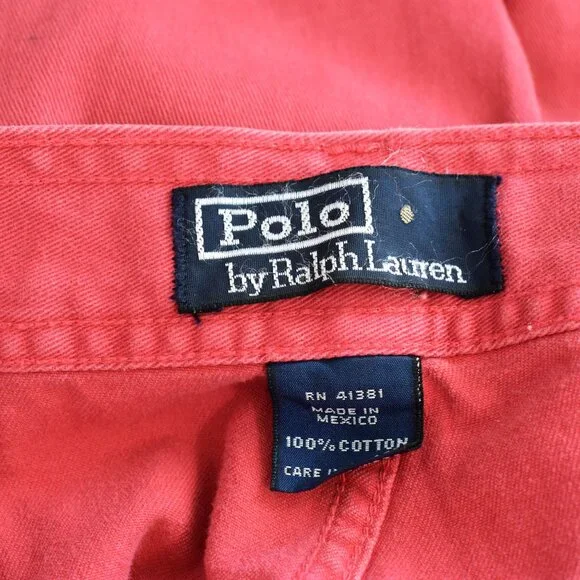 Polo
by Ralph Lauren
RN 41381
MADE IN
MEXICO
100% COTTON
CARE